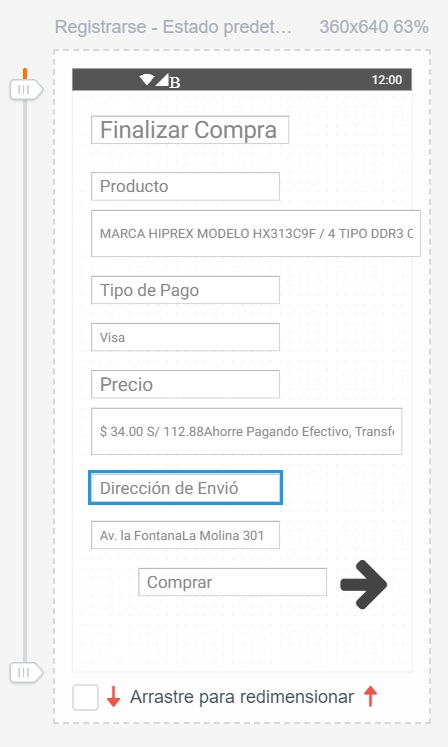 Registrarse - Estado predet... 360x640 63%
B 12:00
Finalizar Compra
Producto
MARCA HIPREX MODELO HX313C9F / 4 TIPO DDR3 C
Tipo de Pago
Visa
Precio
$ 34.00 S/ 112.88Ahorre Pagando Efectivo, Transf
Dirección de Envió
Av. la FontanaLa Molina 301
Comprar
Arrastre para redimensionar